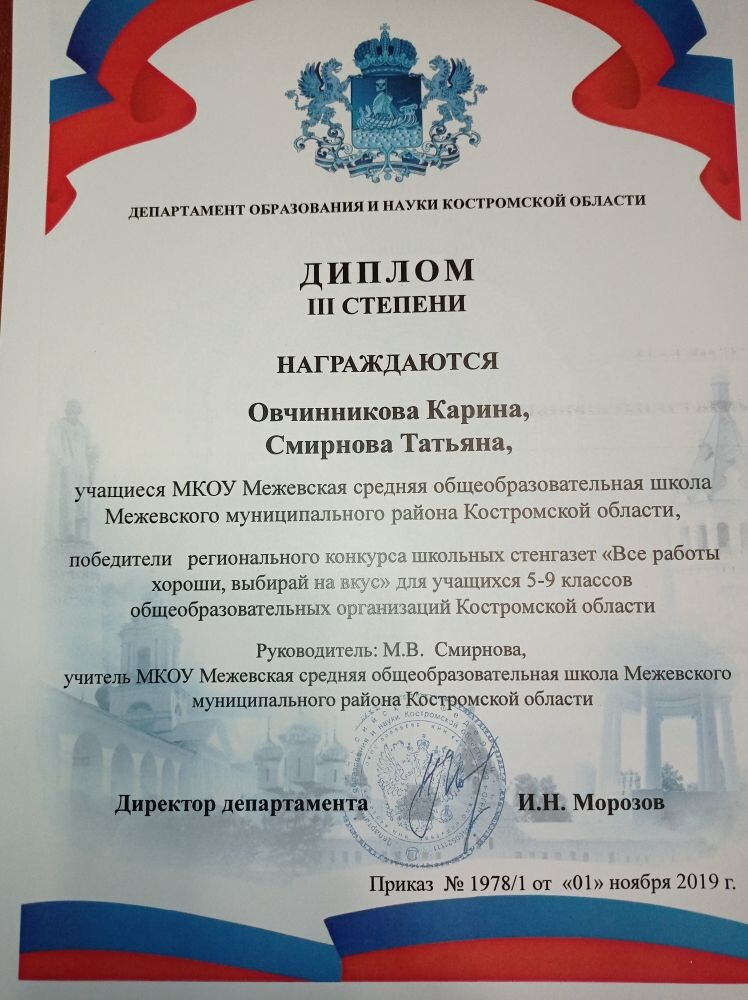 ДЕПАРТАМЕНТ ОБРАЗОВАНИЯ И НАУКИ КОСТРОМСКОЙ ОБЛАСТИ
ДИПЛОМ
III СТЕПЕНИ
НАГРАЖДАЮТСЯ
Овчинникова Карина,
Смирнова Татьяна,
учащиеся МКОУ Межевская средняя общеобразовательная школа
Межевского муниципального района Костромской области,
победители регионального конкурса школьных стенгазет «Все работы
хороши, выбирай на вкус» для учащихся 5-9 классов
общеобразовательных организаций Костромской области
Руководитель: М.В. Смирнова,
учитель МКОУ Межевская средняя общеобразовательная школа Межевского
муниципального района Костромской области
Директор департамента И.Н. Морозов
Приказ № 1978/1 от «01» ноября 2019 г.